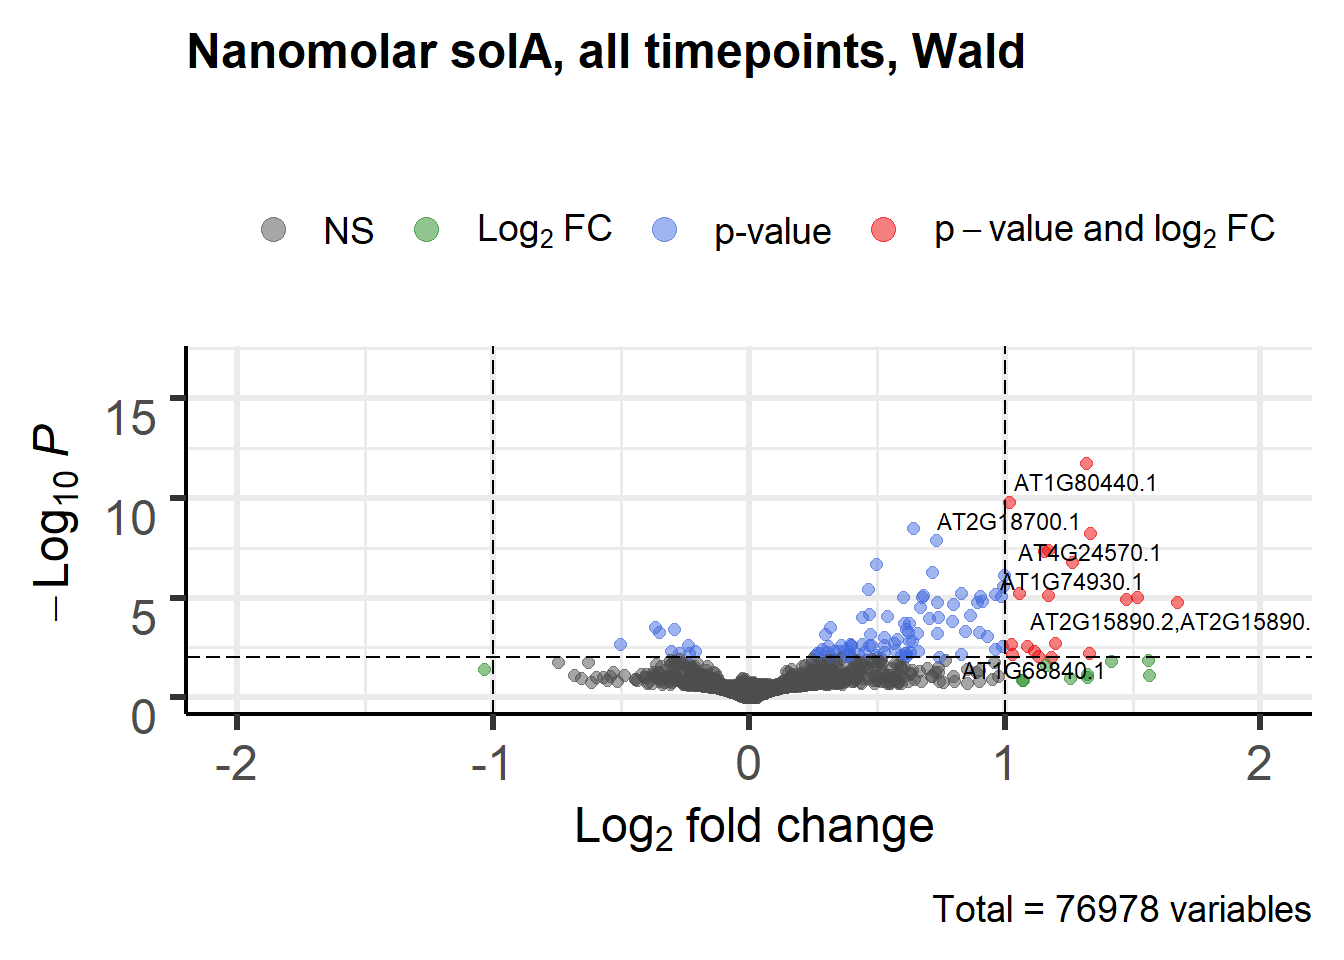 Nanomolar solA, all timepoints, Wald
NS
Log₂ FC
p-value
p – value and log₂ FC
– Log₁₀ P
15
10
5
0
AT1G80440.1
AT2G18700.1
AT4G24570.1
AT1G74930.1
AT2G15890.2,AT2G15890.
AT1G68840.1
-2
-1
0
1
2
Log₂ fold change
Total = 76978 variables